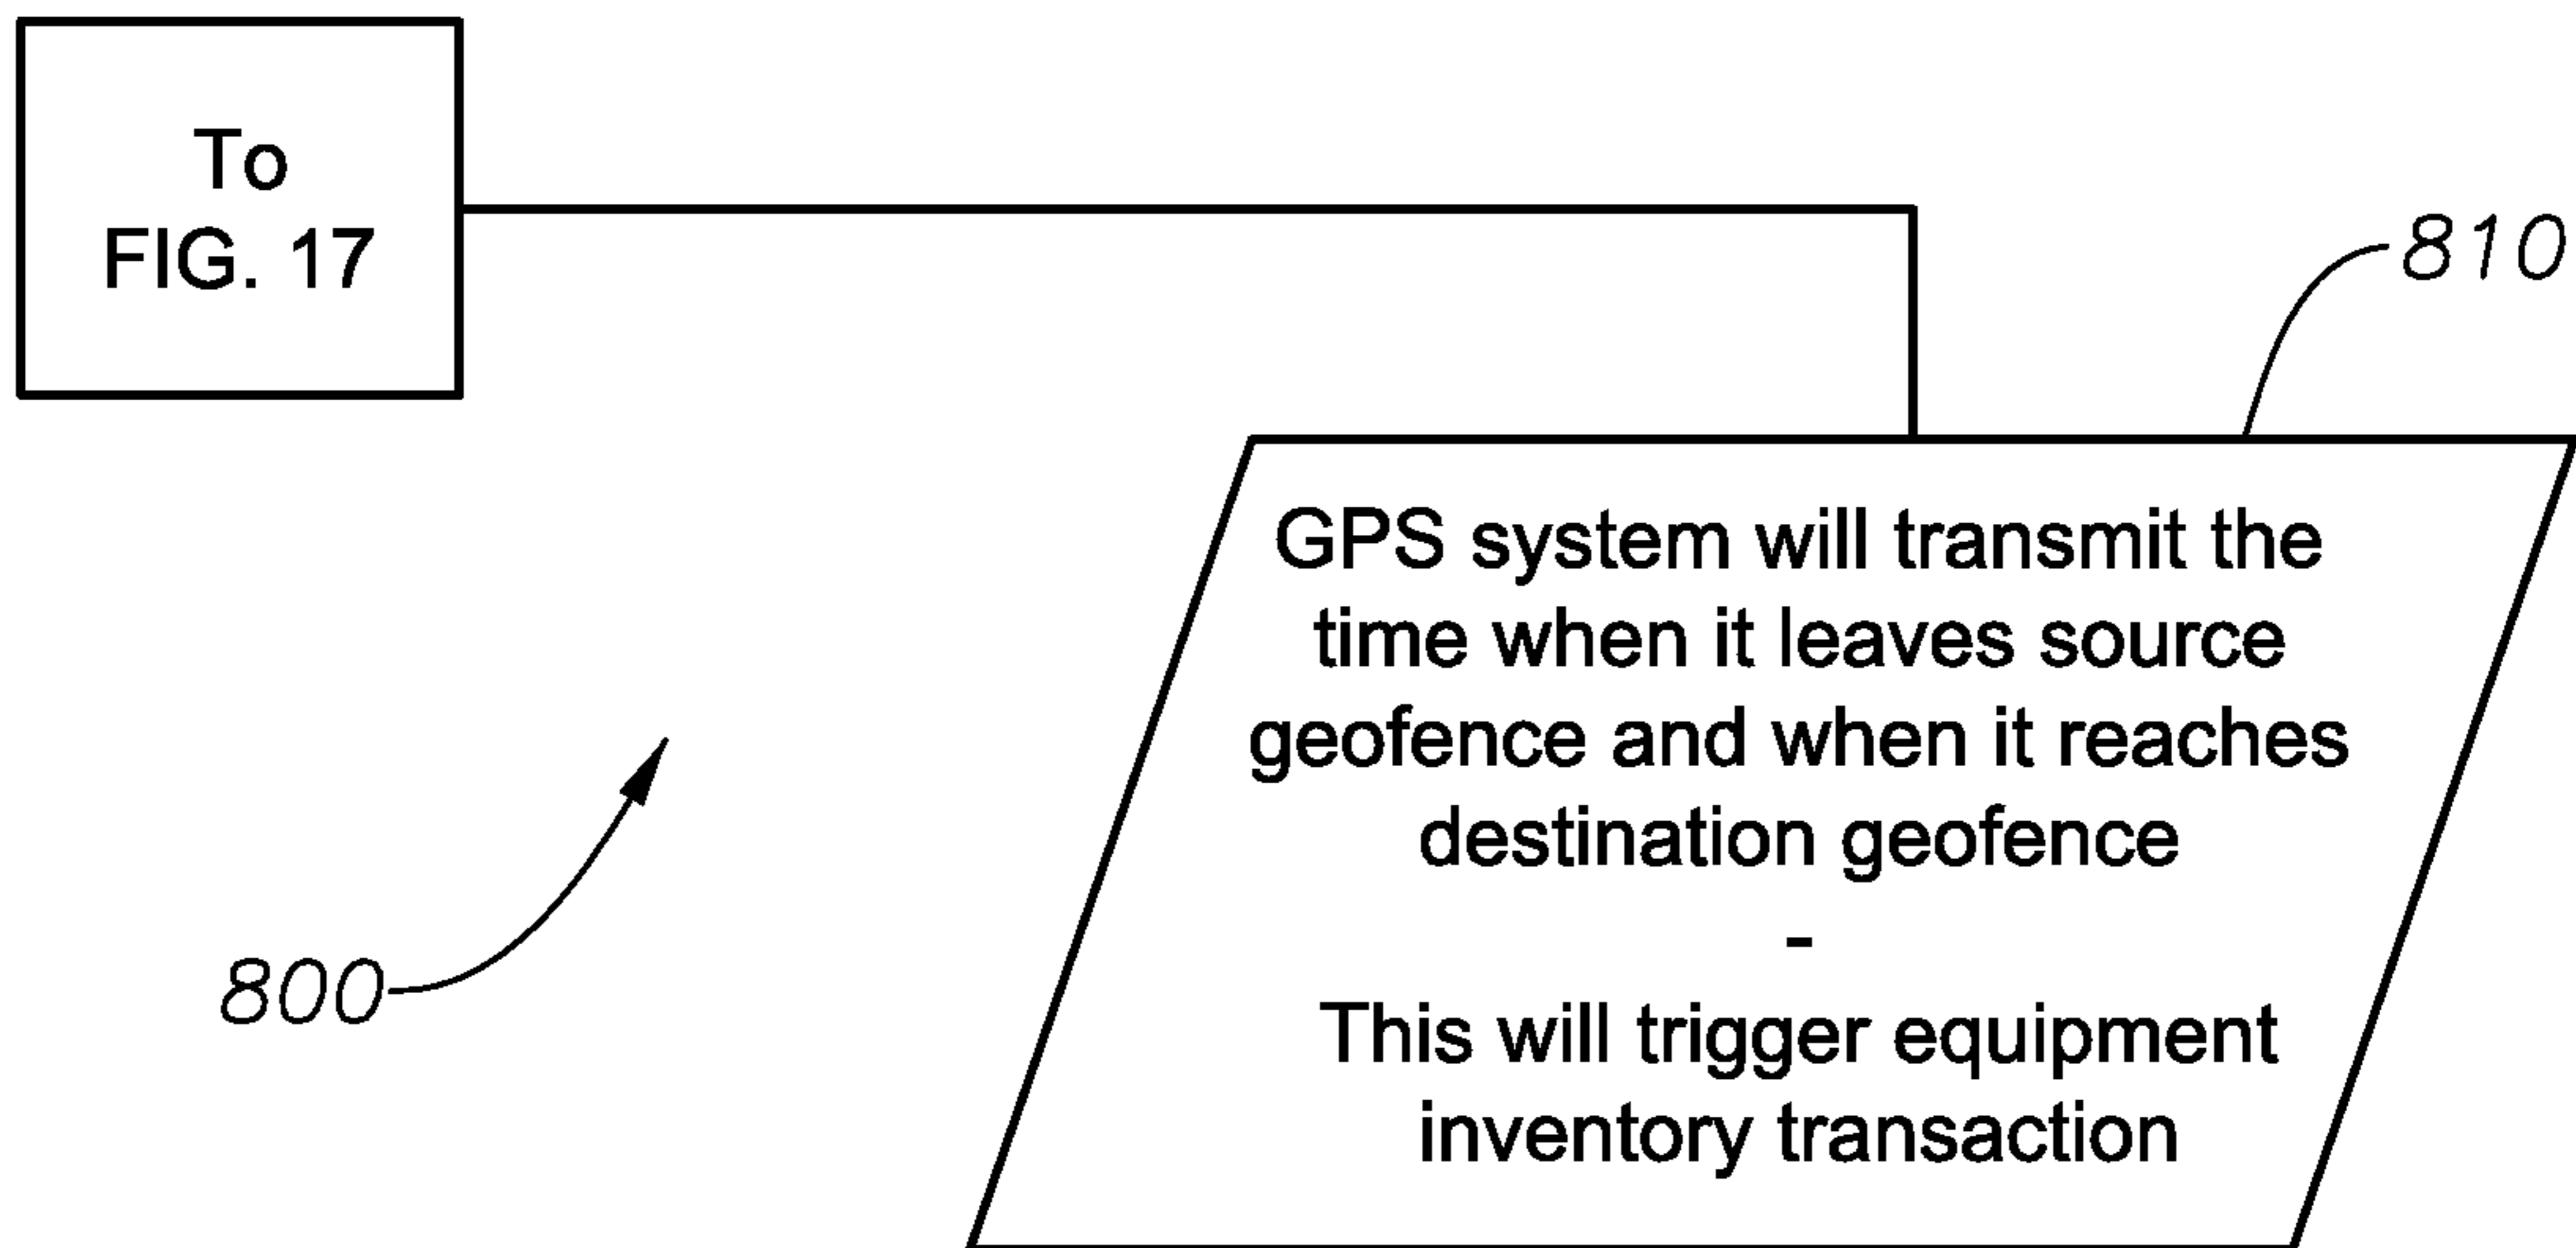 To
FIG. 17
810
GPS system will transmit the
time when it leaves source
geofence and when it reaches
destination geofence
-
This will trigger equipment
inventory transaction
800